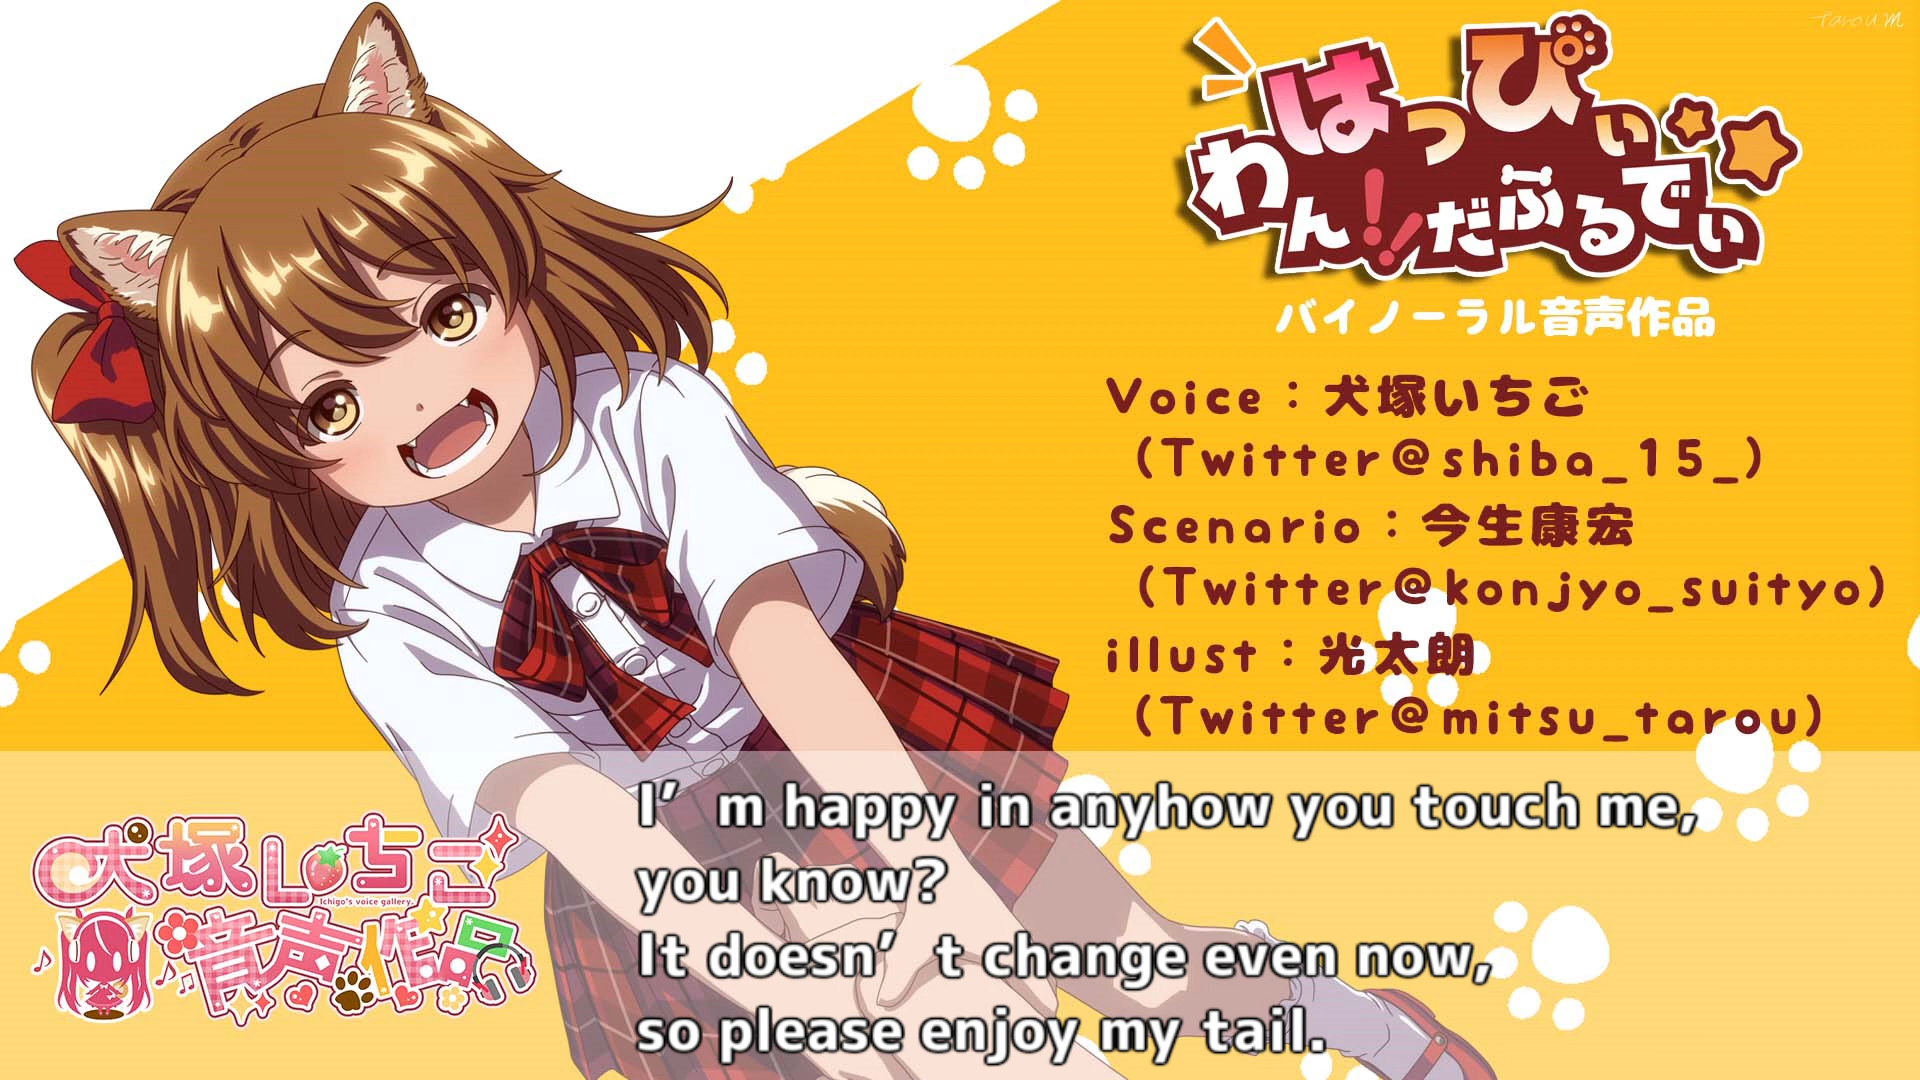 Tarou M
はっぴぃ
わん!!だふるでぃ
バイノーラル音声作品
Voice：犬塚いちご
（Twitter@shiba_15_）
Scenario：今生康宏
（Twitter@konjyo_suityo）
illust：光太朗
（Twitter@mitsu_tarou）
犬塚いちご
Ichigo's voice gallery.
音声作品
I’m happy in anyhow you touch me,
you know?
It doesn’t change even now,
so please enjoy my tail.